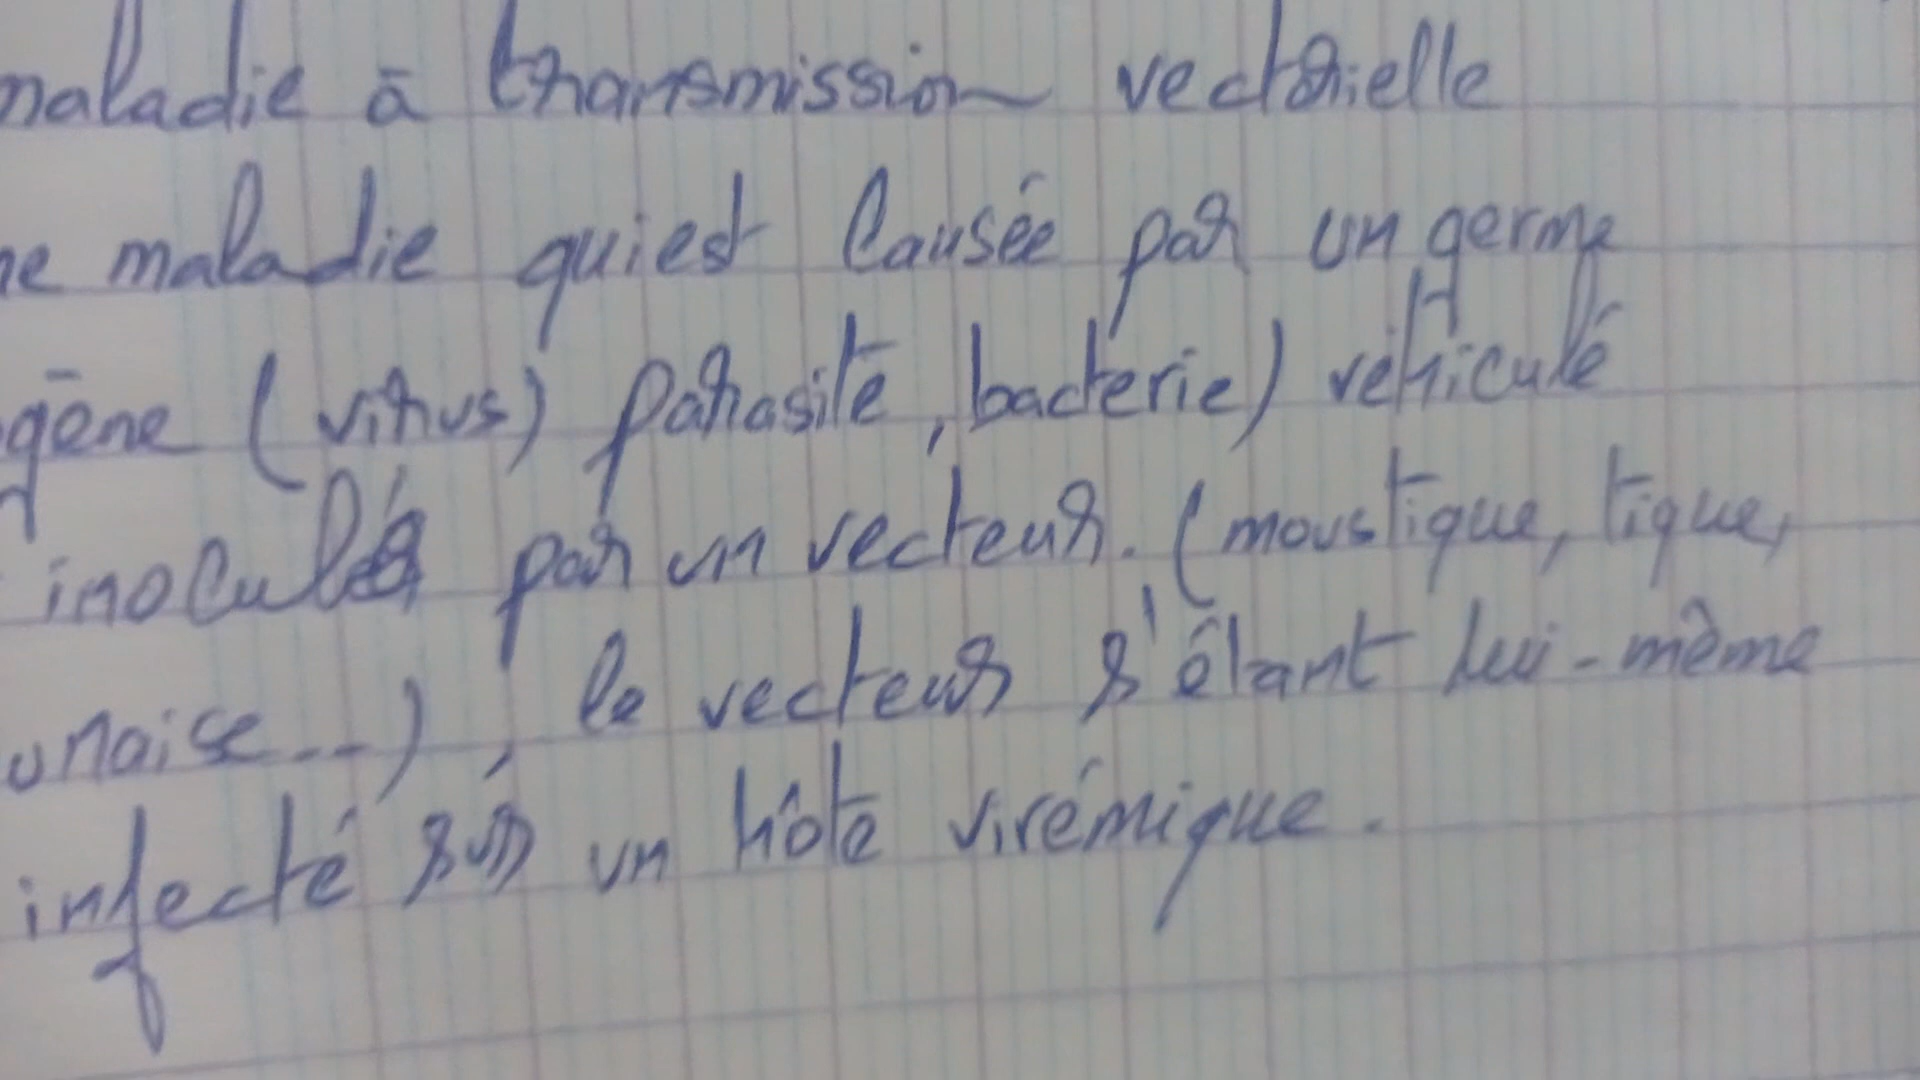 maladie à transmission vectorielle
ne maladie qui est causée par un germe
gène (virus) parasite, bacterie) véhiculé
inoculé par un vecteur. (moustique, tique,
unaise...), le vecteur s'étant lui-même
infecté sur un hôte virémique.